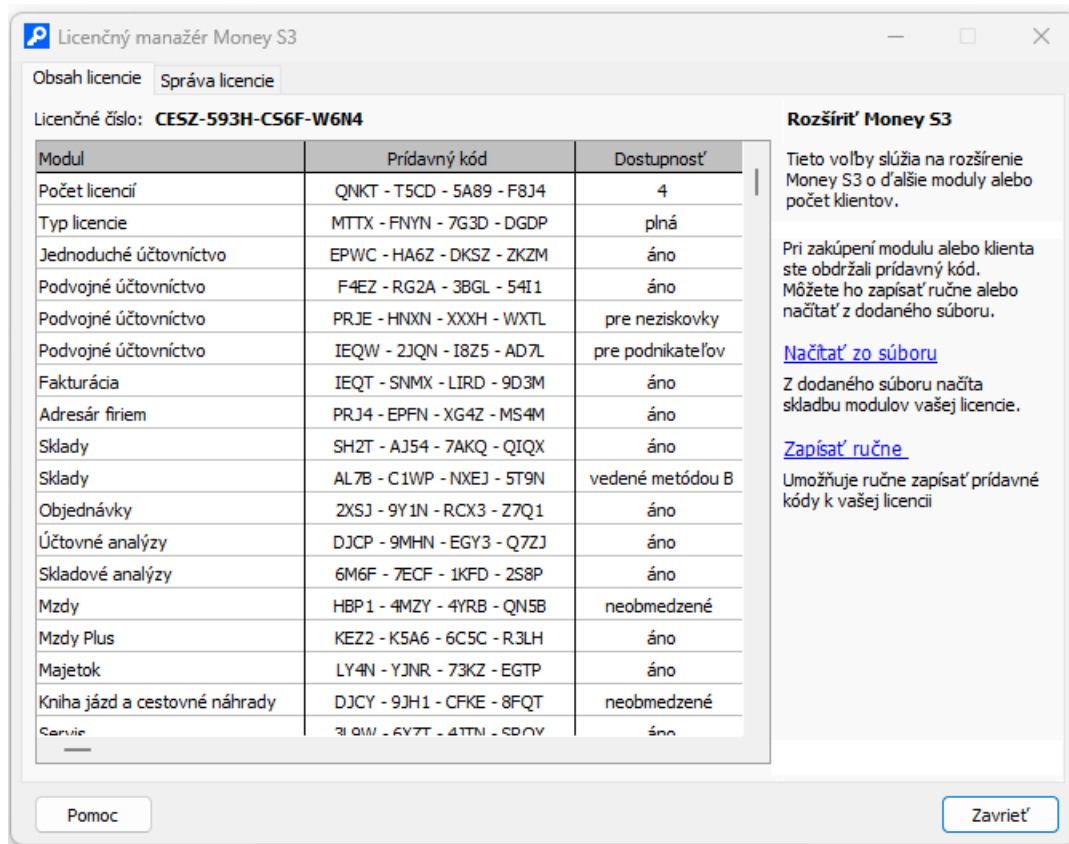 Licenčný manažér Money S3
Obsah licencie Správa licencie
Licenčné číslo: CESZ-593H-CS6F-W6N4
Modul Prídavný kód Dostupnosť
Počet licencií QNKT - T5CD - 5A89 - F8J4 4
Typ licencie MTTX - FNYN - 7G3D - DGDP plná
Jednoduché účtovníctvo EPWC - HA6Z - DKSZ - ZKZM áno
Podvojné účtovníctvo F4EZ - RG2A - 3BGL - 54I1 áno
Podvojné účtovníctvo PRJE - HNXN - XXXH - WXTL pre neziskovky
Podvojné účtovníctvo IEQW - 2JQN - I8Z5 - AD7L pre podnikateľov
Fakturácia IEQT - SNMX - LIRD - 9D3M áno
Adresár firiem PRJ4 - EPFN - XG4Z - MS4M áno
Sklady SH2T - AJ54 - 7AKQ - QIQX áno
Sklady AL7B - C1WP - NXEJ - 5T9N vedené metódou B
Objednávky 2XSJ - 9Y1N - RCX3 - Z7Q1 áno
Účtovné analýzy DJCP - 9MHN - EGY3 - Q7ZJ áno
Skladové analýzy 6M6F - 7ECF - 1KFD - 2S8P áno
Mzdy HBP1 - 4MZY - 4YRB - QN5B neobmedzené
Mzdy Plus KEZ2 - K5A6 - 6C5C - R3LH áno
Majetok LY4N - YJNR - 73KZ - EGTP áno
Kniha jázd a cestovné náhrady DJCY - 9JH1 - CFKE - 8FQT neobmedzené
Servis áno
Rozšíriť Money S3
Tieto voľby slúžia na rozšírenie
Money S3 o ďalšie moduly alebo
počet klientov.
Pri zakúpení modulu alebo klienta
ste obdržali prídavný kód.
Môžete ho zapísať ručne alebo
načítať z dodaného súboru.
Načítať zo súboru
Z dodaného súboru načíta
skladbu modulov vašej licencie.
Zapísať ručne
Umožňuje ručne zapísať prídavné
kódy k vašej licencii
Pomoc Zavrieť